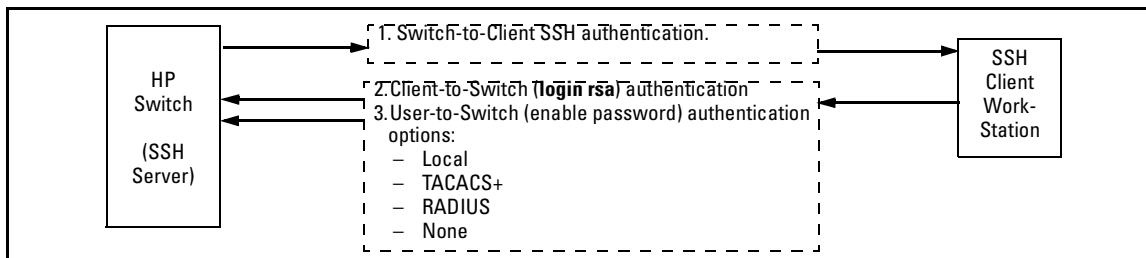 HP
Switch
(SSH
Server)
1. Switch-to-Client SSH authentication.
2.Client-to-Switch (login rsa) authentication
3.User-to-Switch (enable password) authentication
options:
– Local
– TACACS+
– RADIUS
– None
SSH
Client
Work-
Station